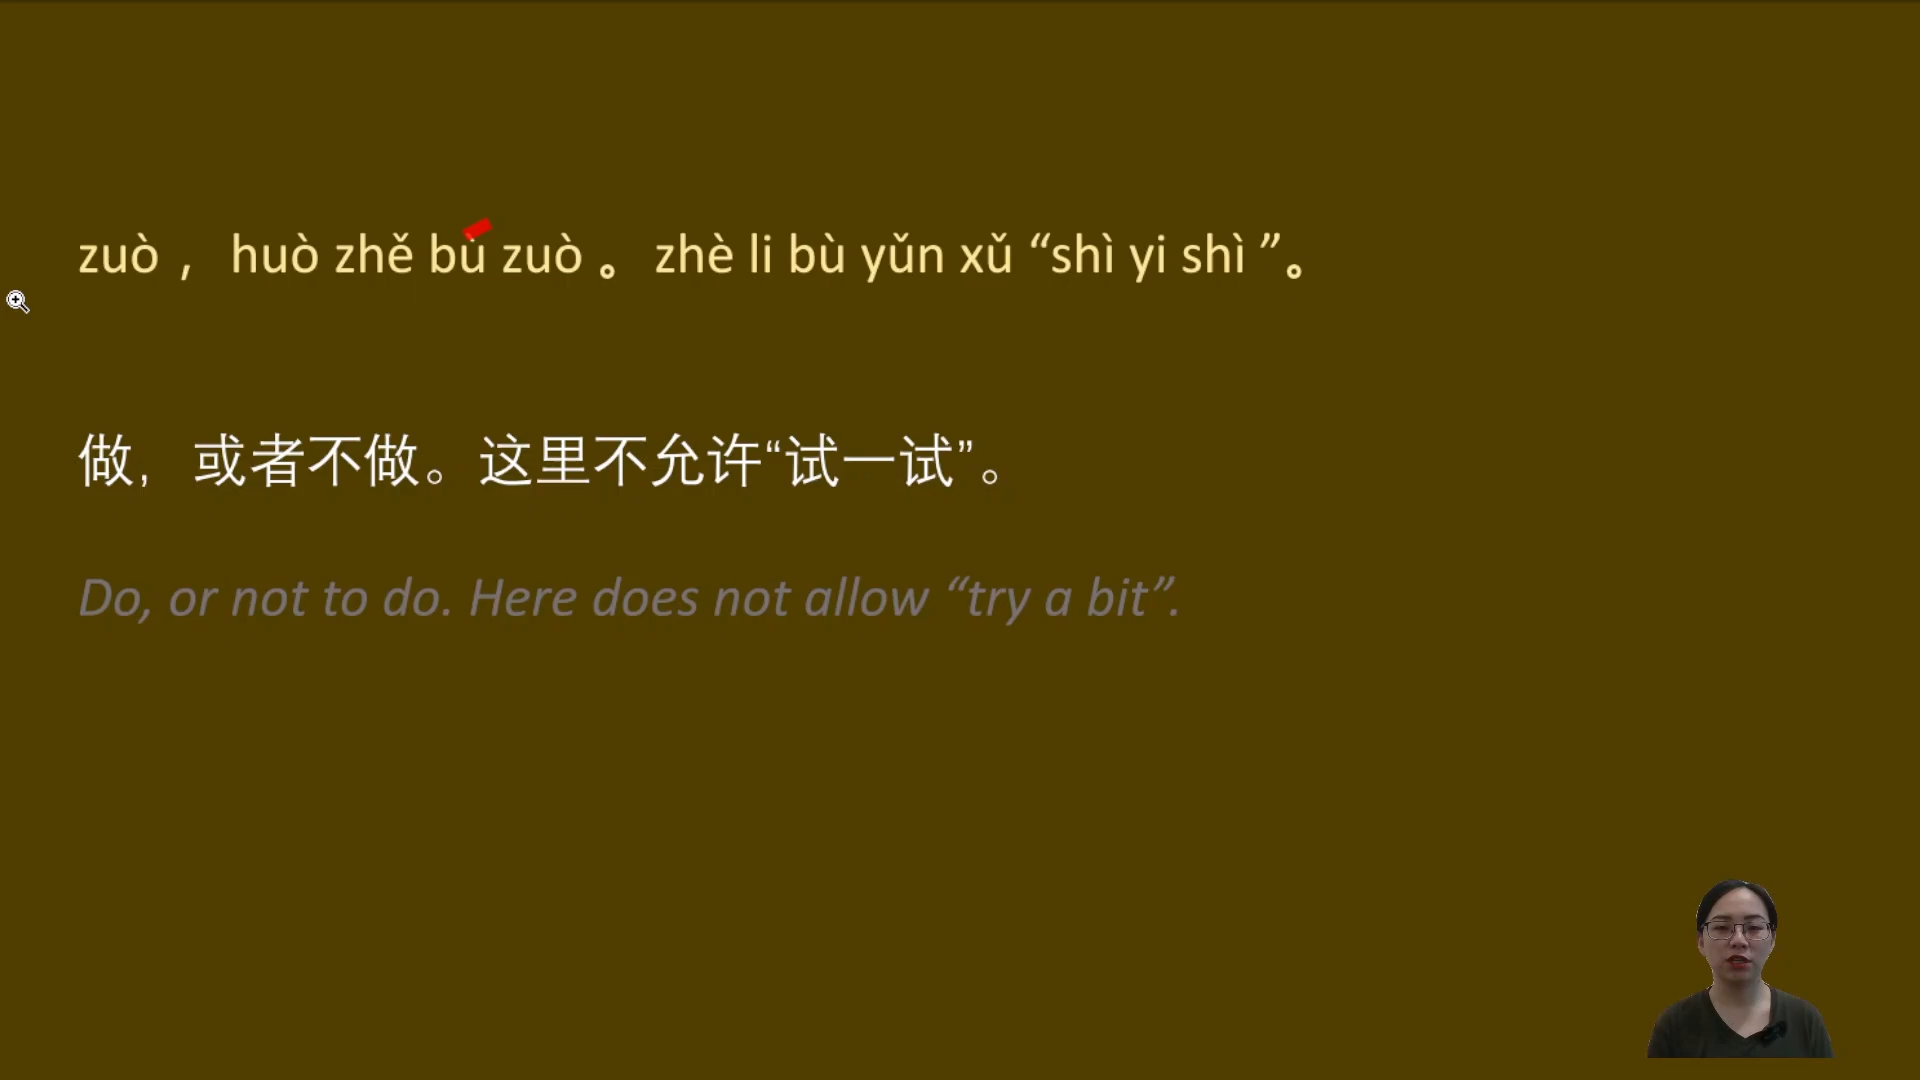 zuò ， huò zhě bú zuò 。 zhè li bù yǔn xǔ “shì yi shì ”。
做， 或者不做。这里不允许“试一试”。
Do, or not to do. Here does not allow “try a bit”.